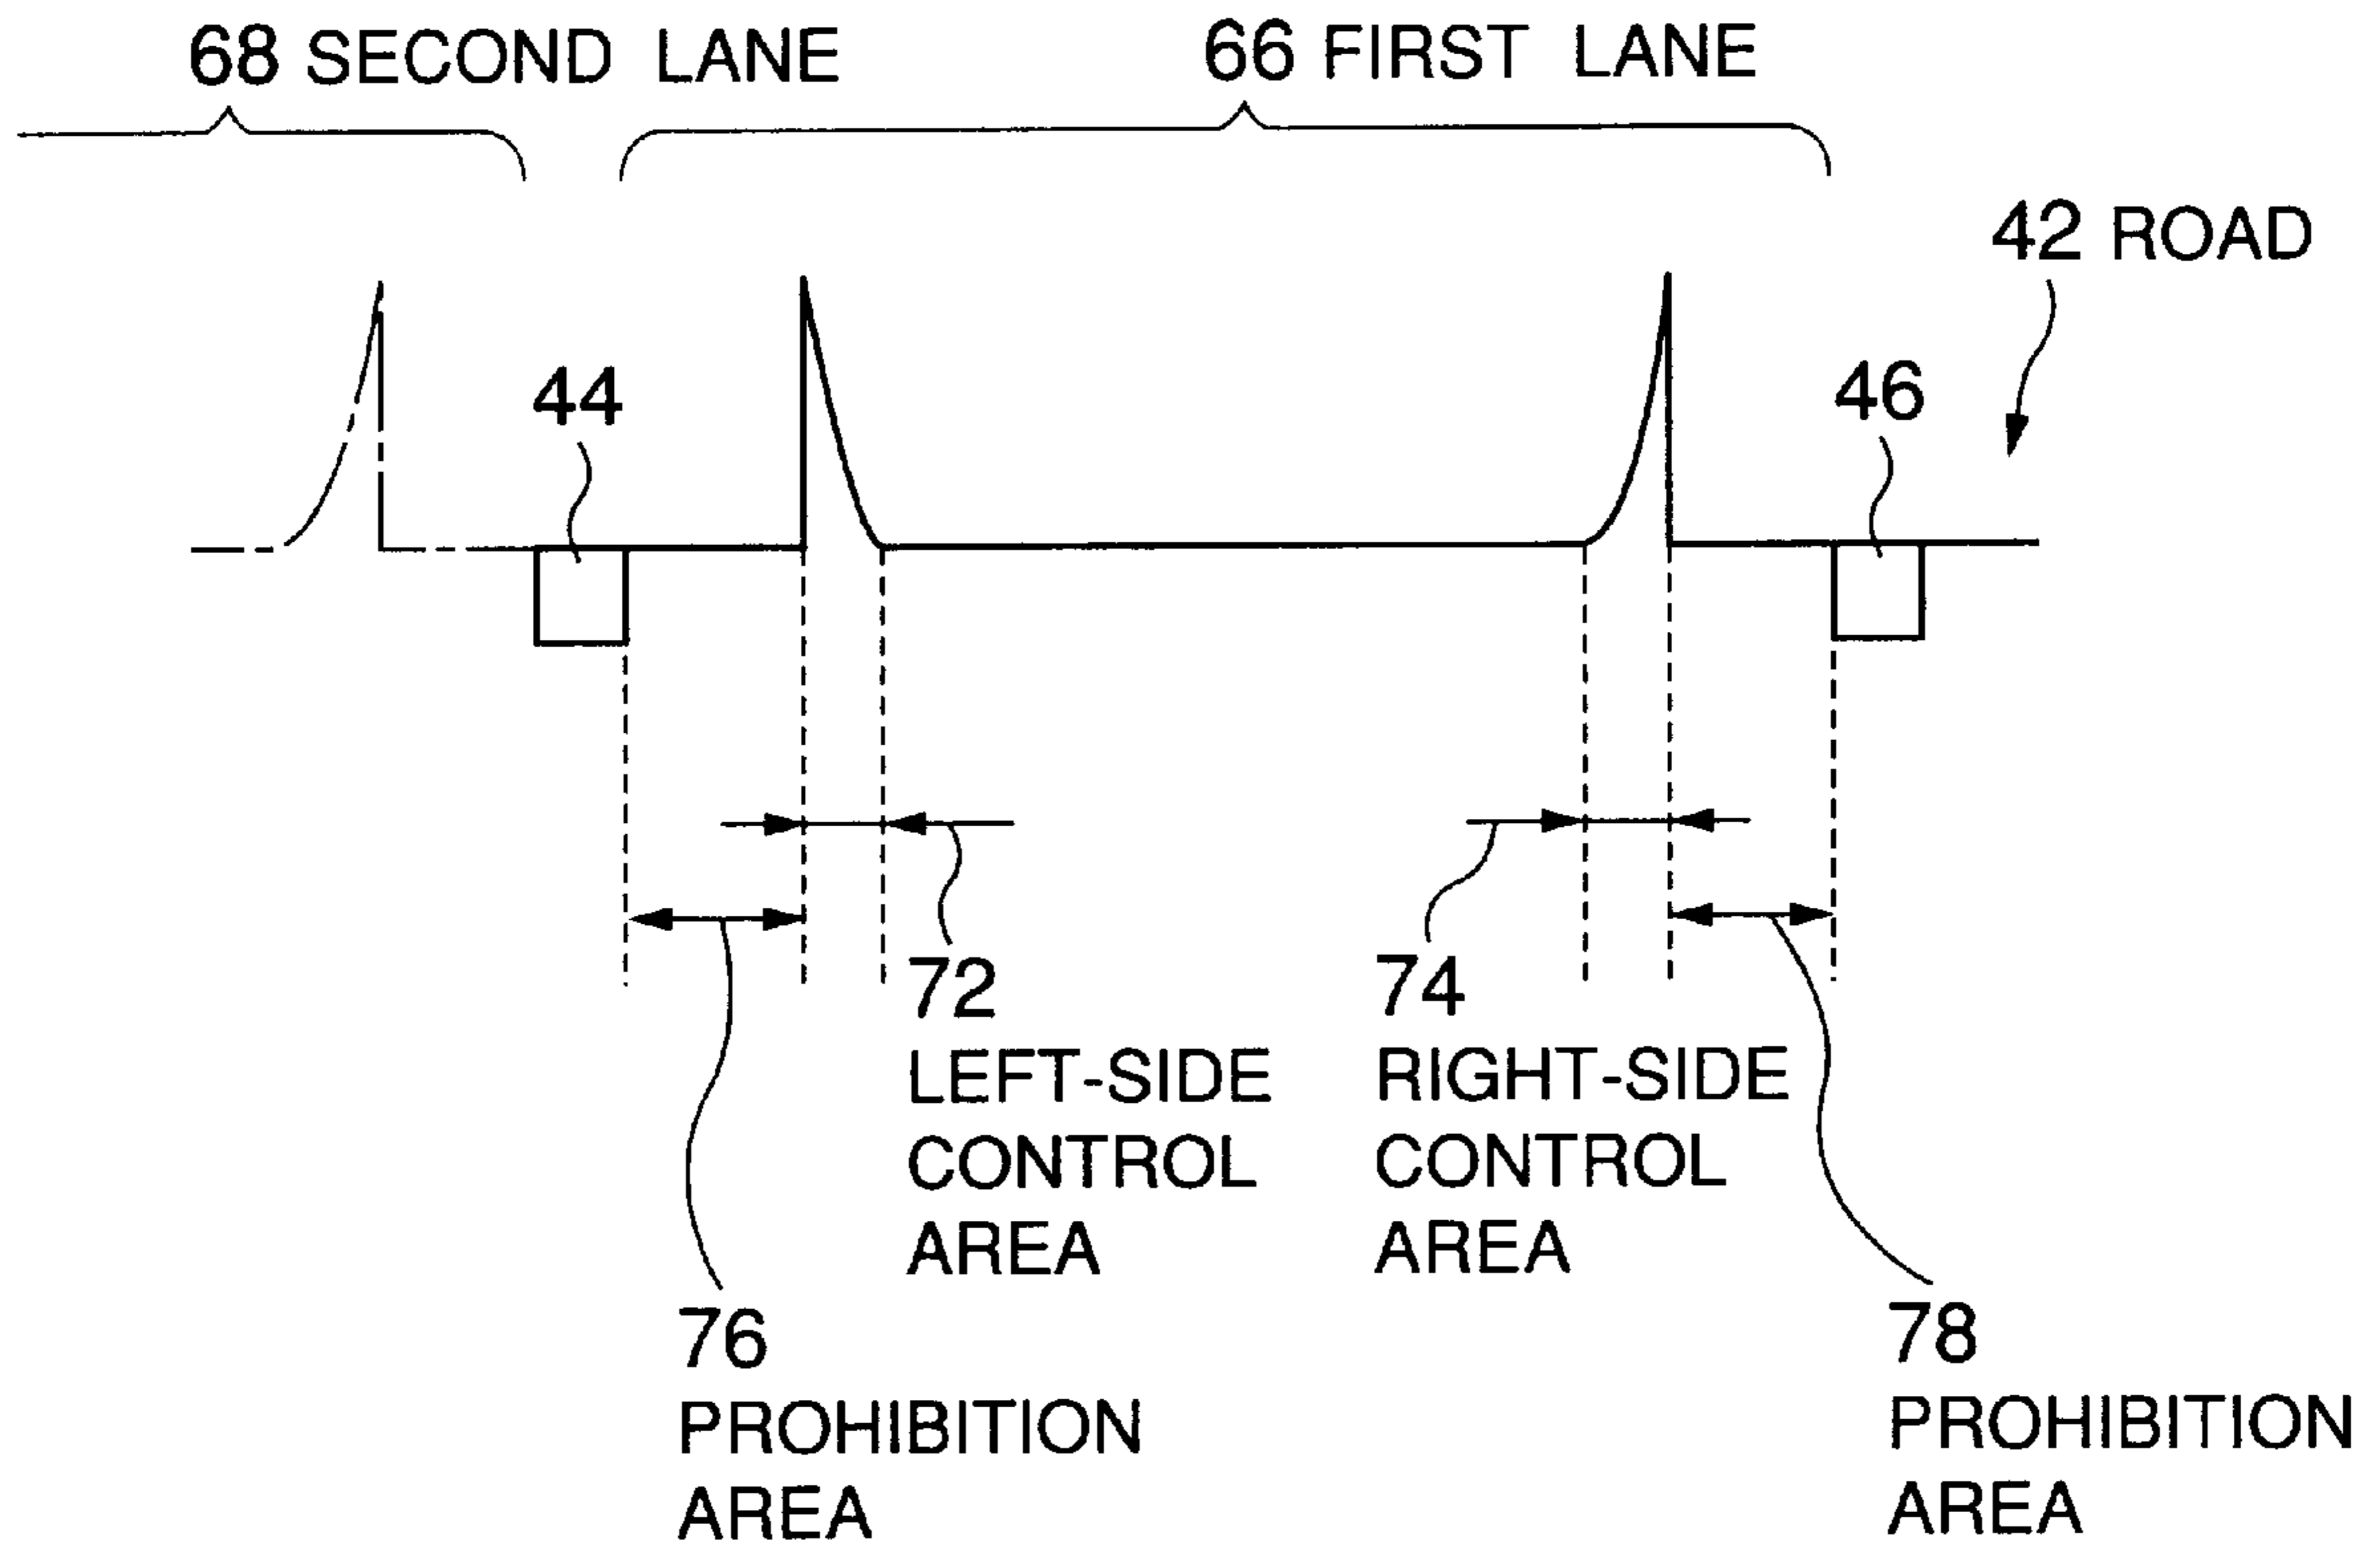 68 SECOND LANE
66 FIRST LANE
42 ROAD
44
46
72
LEFT-SIDE
CONTROL
AREA
74
RIGHT-SIDE
CONTROL
AREA
76
PROHIBITION
AREA
78
PROHIBITION
AREA